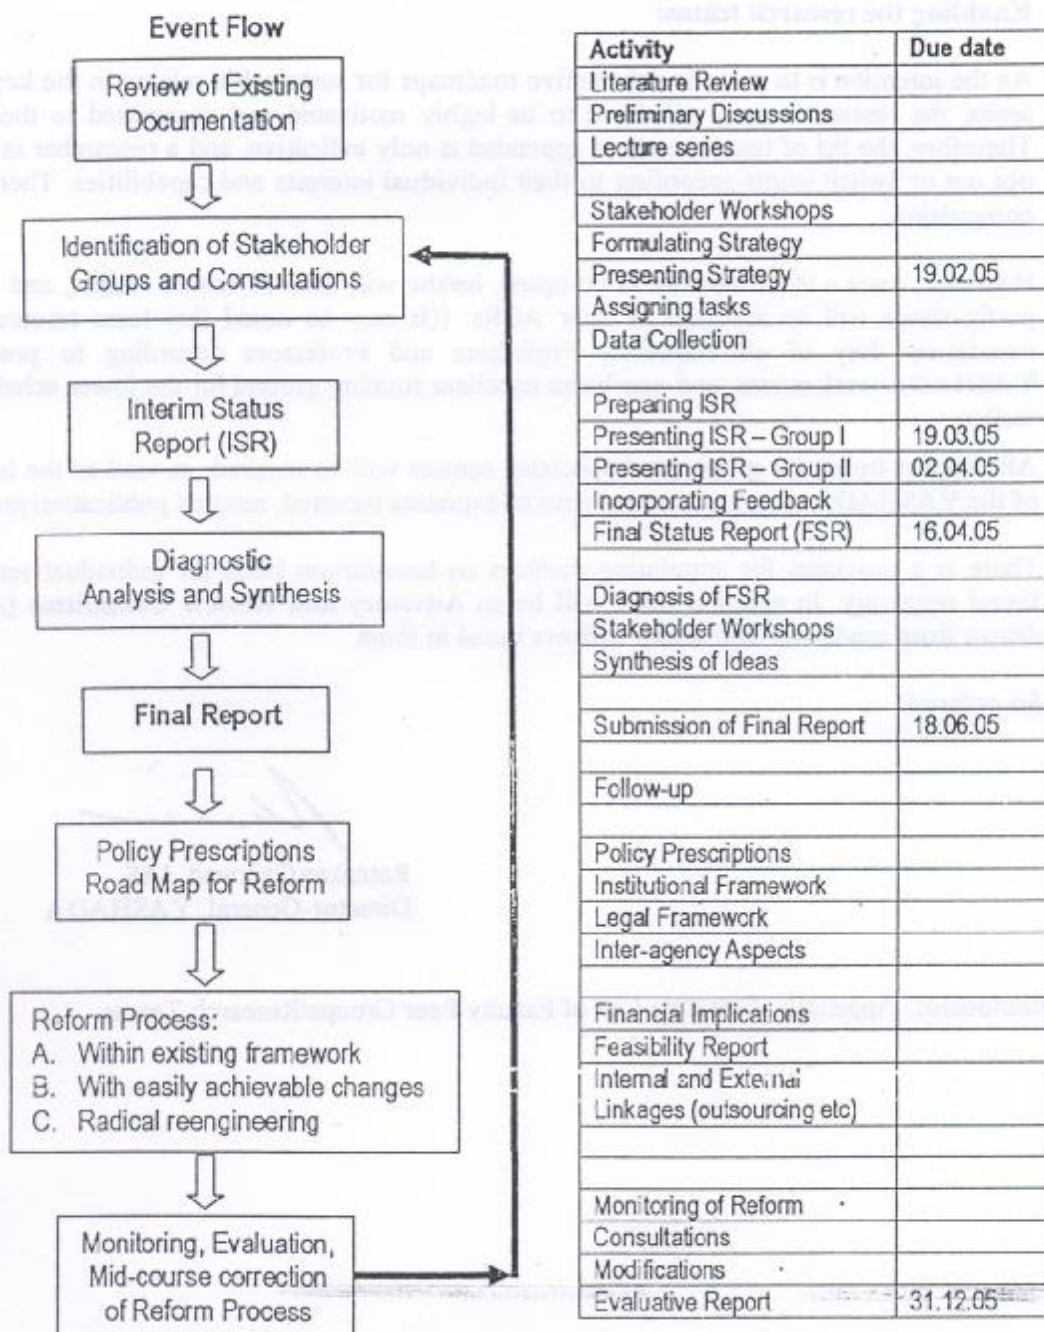 Event Flow
Review of Existing
Documentation
Identification of Stakeholder
Groups and Consultations
Interim Status
Report (ISR)
Diagnostic
Analysis and Synthesis
Final Report
Policy Prescriptions
Road Map for Reform
Reform Process:
A. Within existing framework
B. With easily achievable changes
C. Radical reengineering
Monitoring, Evaluation,
Mid-course correction
of Reform Process
Activity Due date
Literature Review
Preliminary Discussions
Lecture series
Stakeholder Workshops
Formulating Strategy
Presenting Strategy 19.02.05
Assigning tasks
Data Collection
Preparing ISR
Presenting ISR – Group I 19.03.05
Presenting ISR – Group II 02.04.05
Incorporating Feedback
Final Status Report (FSR) 16.04.05
Diagnosis of FSR
Stakeholder Workshops
Synthesis of Ideas
Submission of Final Report 18.06.05
Follow-up
Policy Prescriptions
Institutional Framework
Legal Framework
Inter-agency Aspects
Financial Implications
Feasibility Report
Internal and External
Linkages (outsourcing etc)
Monitoring of Reform
Consultations
Modifications
Evaluative Report 31.12.05